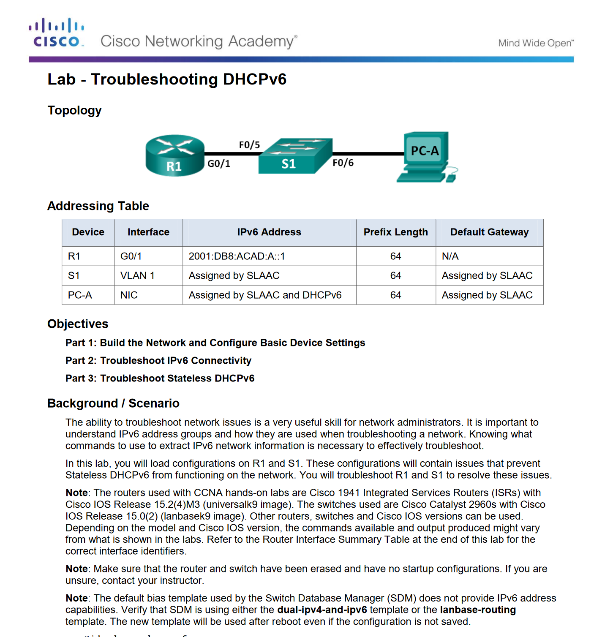 CISCO Cisco Networking Academy® Mind Wide Open™
Lab - Troubleshooting DHCPv6
Topology
F0/5
PC-A
R1 G0/1 S1 F0/6
Addressing Table
Device Interface IPv6 Address Prefix Length Default Gateway
R1 G0/1 2001:DB8:ACAD:A::1 64 N/A
S1 VLAN 1 Assigned by SLAAC 64 Assigned by SLAAC
PC-A NIC Assigned by SLAAC and DHCPv6 64 Assigned by SLAAC
Objectives
Part 1: Build the Network and Configure Basic Device Settings
Part 2: Troubleshoot IPv6 Connectivity
Part 3: Troubleshoot Stateless DHCPv6
Background / Scenario
The ability to troubleshoot network issues is a very useful skill for network administrators. It is important to
understand IPv6 address groups and how they are used when troubleshooting a network. Knowing what
commands to use to extract IPv6 network information is necessary to effectively troubleshoot.
In this lab, you will load configurations on R1 and S1. These configurations will contain issues that prevent
Stateless DHCPv6 from functioning on the network. You will troubleshoot R1 and S1 to resolve these issues.
Note: The routers used with CCNA hands-on labs are Cisco 1941 Integrated Services Routers (ISRs) with
Cisco IOS Release 15.2(4)M3 (universalk9 image). The switches used are Cisco Catalyst 2960s with Cisco
IOS Release 15.0(2) (lanbasek9 image). Other routers, switches and Cisco IOS versions can be used.
Depending on the model and Cisco IOS version, the commands available and output produced might vary
from what is shown in the labs. Refer to the Router Interface Summary Table at the end of this lab for the
correct interface identifiers.
Note: Make sure that the router and switch have been erased and have no startup configurations. If you are
unsure, contact your instructor.
Note: The default bias template used by the Switch Database Manager (SDM) does not provide IPv6 address
capabilities. Verify that SDM is using either the dual-ipv4-and-ipv6 template or the lanbase-routing
template. The new template will be used after reboot even if the configuration is not saved.